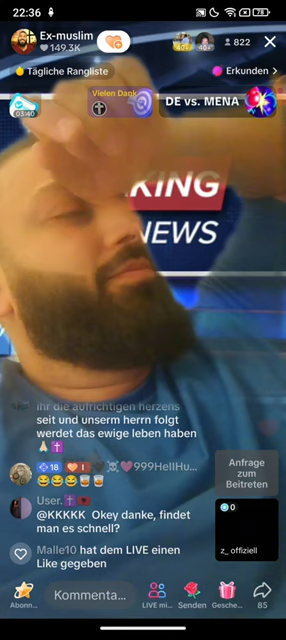 22:36
78
Ex-muslim
149.3K
40+
40+
822
Tägliche Rangliste
Erkunden >
03:40
Vielen Dank
DE vs. MENA
KING
NEWS
ihr die aufrichtigen herzens
seit und unserm herrn folgt
werdet das ewige leben haben
🙏🏻✝️
18 I 999HellHu...
😂😂😂🥃🥃
User.✝️
@KKKKK Okey danke, findet
man es schnell?
Malle10 hat dem LIVE einen
Like gegeben
Anfrage
zum
Beitreten
0
z_ offiziell
Abonn...
Kommenta...
LIVE mi...
Senden
Gesche...
85